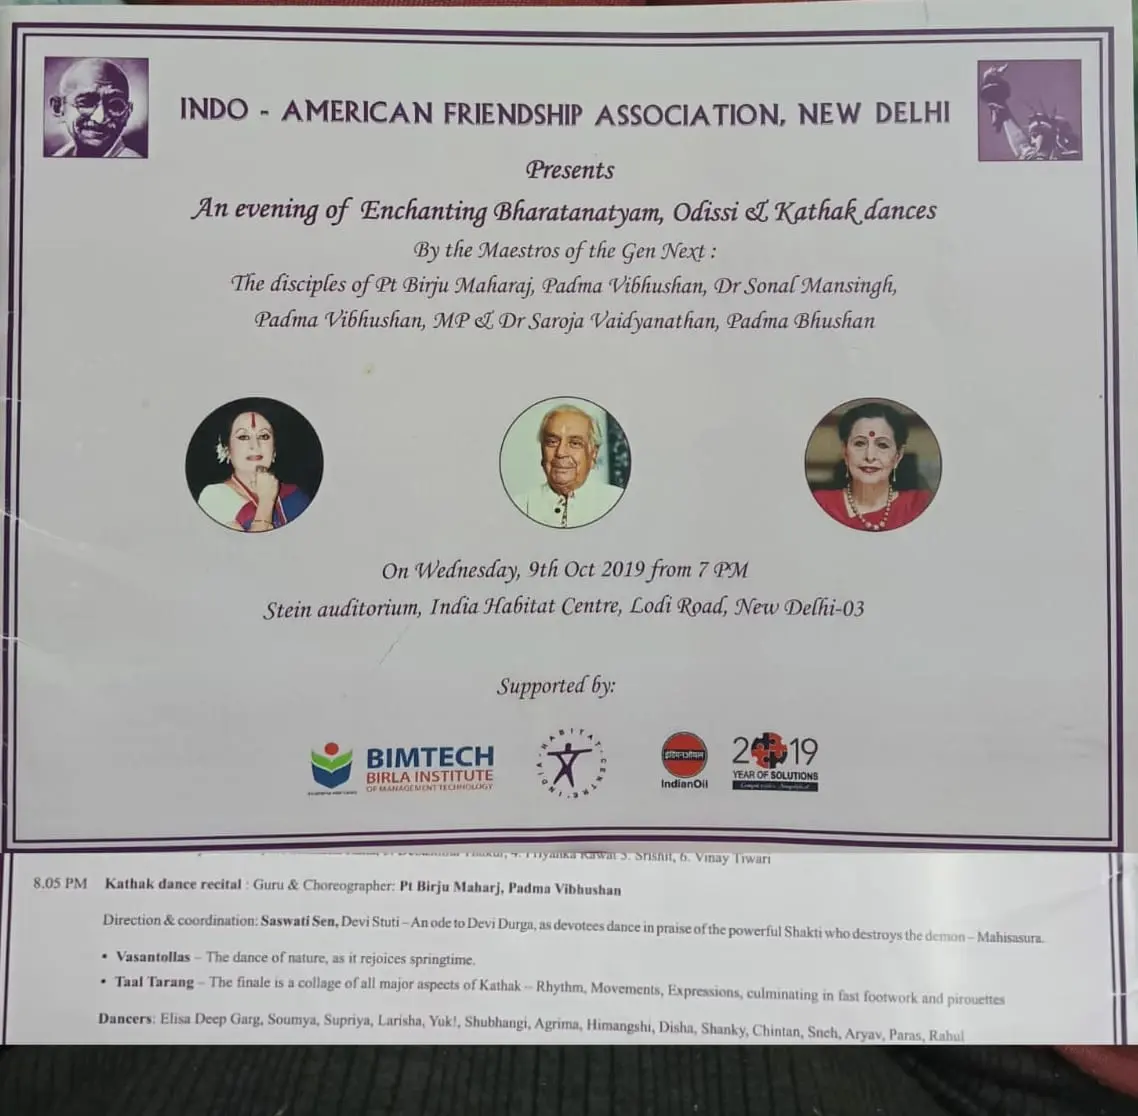 INDO - AMERICAN FRIENDSHIP ASSOCIATION, NEW DELHI
Presents
An evening of Enchanting Bharatanatyam, Odissi & Kathak dances
By the Maestros of the Gen Next :
The disciples of Pt Birju Maharaj, Padma Vibhushan, Dr Sonal Mansingh,
Padma Vibhushan, MP & Dr Saroja Vaidyanathan, Padma Bhushan
On Wednesday, 9th Oct 2019 from 7 PM
Stein auditorium, India Habitat Centre, Lodi Road, New Delhi-03
Supported by:
BIMTECH
BIRLA INSTITUTE
OF MANAGEMENT TECHNOLOGY
INDIA · HABITAT · CENTRE
इंडियनऑयल
IndianOil
2019
YEAR OF SOLUTIONS
4. Priyanka Rawat 5. Srishit, 6. Vinay Tiwari
8.05 PM Kathak dance recital : Guru & Choreographer: Pt Birju Maharj, Padma Vibhushan
Direction & coordination: Saswati Sen, Devi Stuti – An ode to Devi Durga, as devotees dance in praise of the powerful Shakti who destroys the demon – Mahisasura.
• Vasantollas – The dance of nature, as it rejoices springtime.
• Taal Tarang – The finale is a collage of all major aspects of Kathak – Rhythm, Movements, Expressions, culminating in fast footwork and pirouettes
Dancers: Elisa Deep Garg, Soumya, Supriya, Larisha, Yuk!, Shubhangi, Agrima, Himangshi, Disha, Shanky, Chintan, Sneh, Aryav, Paras, Rahul